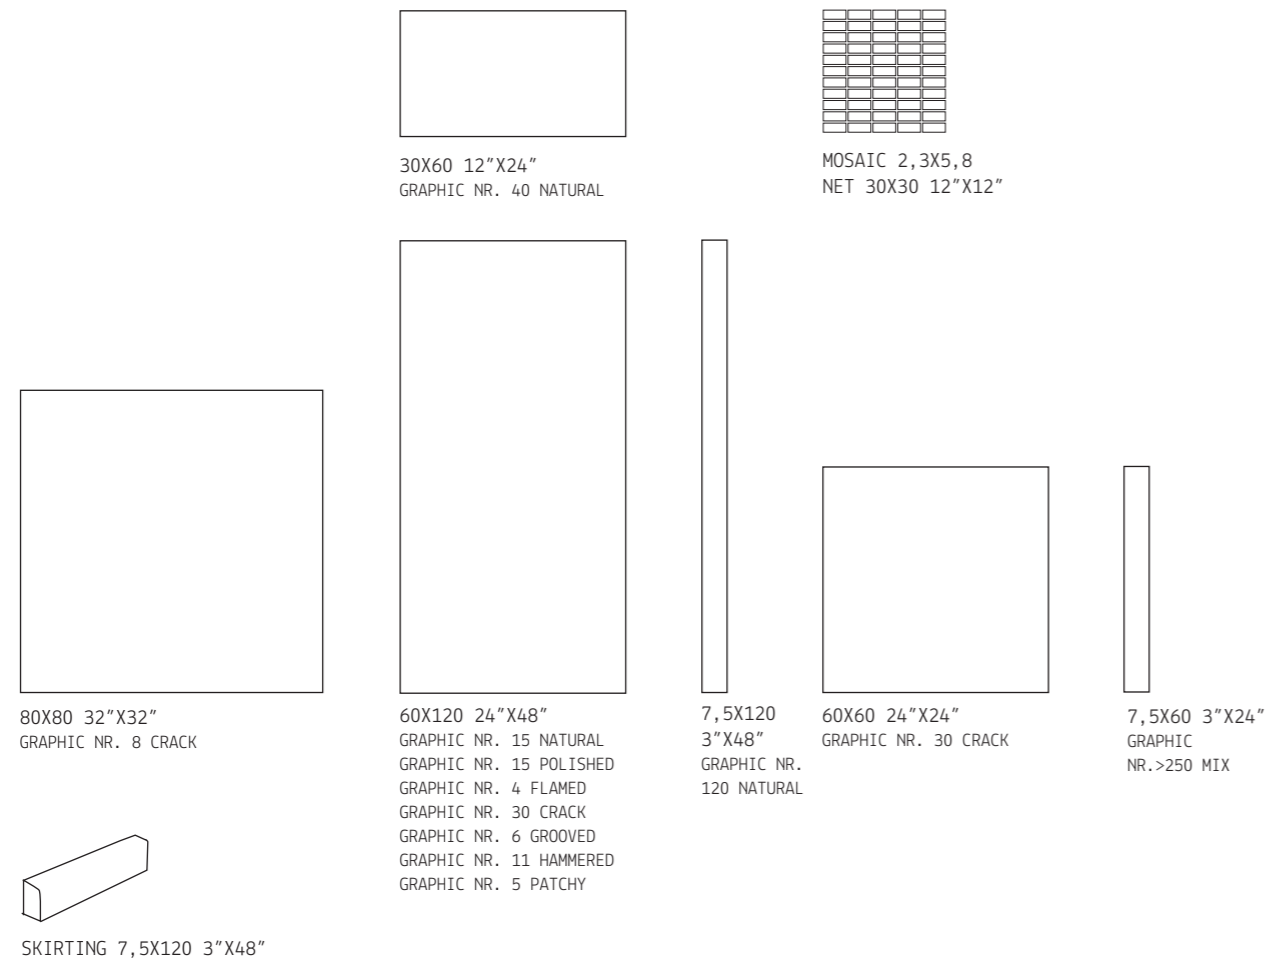 30X60 12″X24″
GRAPHIC NR. 40 NATURAL
MOSAIC 2,3X5,8
NET 30X30 12″X12″
80X80 32″X32″
GRAPHIC NR. 8 CRACK
60X120 24″X48″
GRAPHIC NR. 15 NATURAL
GRAPHIC NR. 15 POLISHED
GRAPHIC NR. 4 FLAMED
GRAPHIC NR. 30 CRACK
GRAPHIC NR. 6 GROOVED
GRAPHIC NR. 11 HAMMERED
GRAPHIC NR. 5 PATCHY
7,5X120
3″X48″
GRAPHIC NR.
120 NATURAL
60X60 24″X24″
GRAPHIC NR. 30 CRACK
7,5X60 3″X24″
GRAPHIC
NR.>250 MIX
SKIRTING 7,5X120 3″X48″